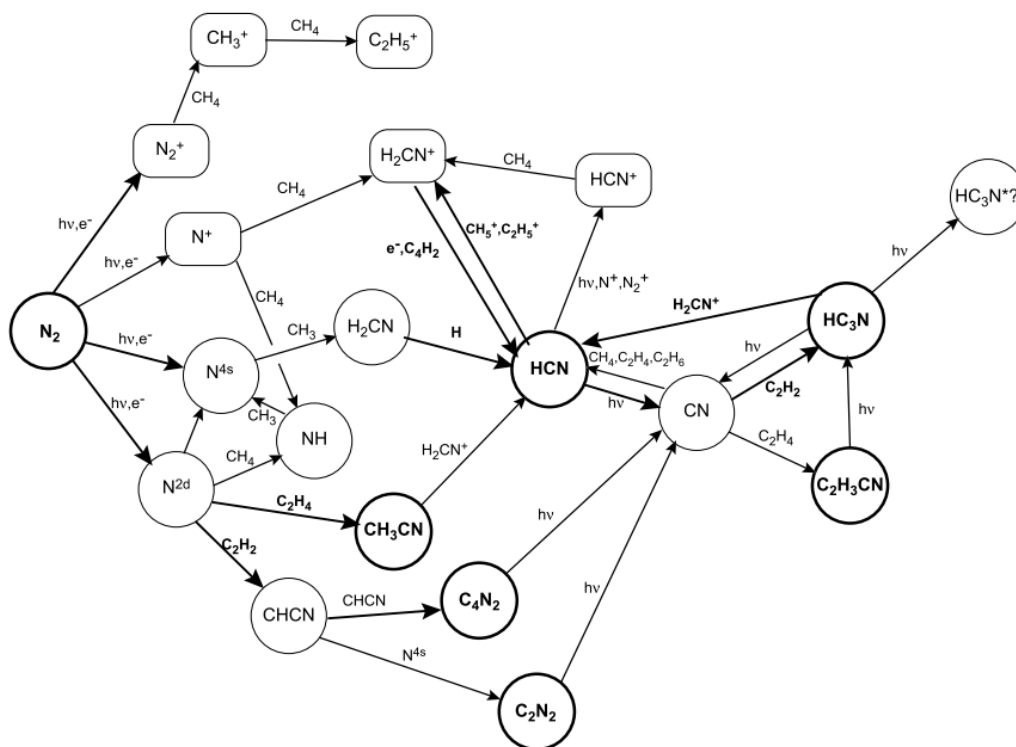 CH₄
CH₃⁺
C₂H₅⁺
CH₄
N₂⁺
H₂CN⁺
CH₄
HCN⁺
HC₃N*?
CH₄
hν,e⁻
N⁺
CH₅⁺,C₂H₅⁺
e⁻,C₄H₂
hν
hν,e⁻
CH₄
hν,N⁺,N₂⁺
H₂CN⁺
N₂
H₂CN
HC₃N
hν,e⁻
CH₃
H
hν
CH₄,C₂H₄,C₂H₆
N⁴ˢ
HCN
C₂H₂
hν
hν,e⁻
CH₃
CN
hν
NH
C₂H₄
H₂CN⁺
CH₄
N²ᵈ
C₂H₃CN
C₂H₄
CH₃CN
hν
C₂H₂
hν
CHCN
C₄N₂
CHCN
N⁴ˢ
C₂N₂